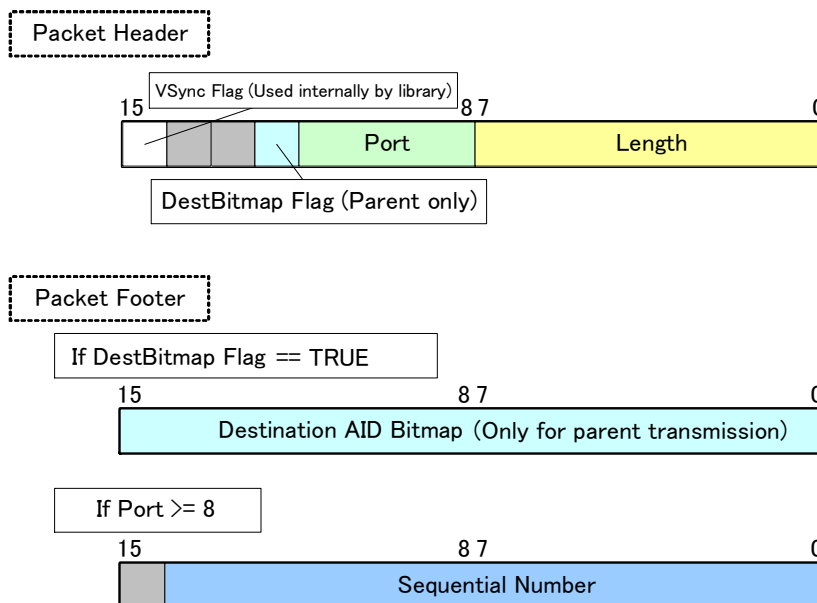 Packet Header
VSync Flag (Used internally by library)
15 8 7 0
Port Length
DestBitmap Flag (Parent only)
Packet Footer
If DestBitmap Flag == TRUE
15 8 7 0
Destination AID Bitmap (Only for parent transmission)
If Port >= 8
15 8 7 0
Sequential Number